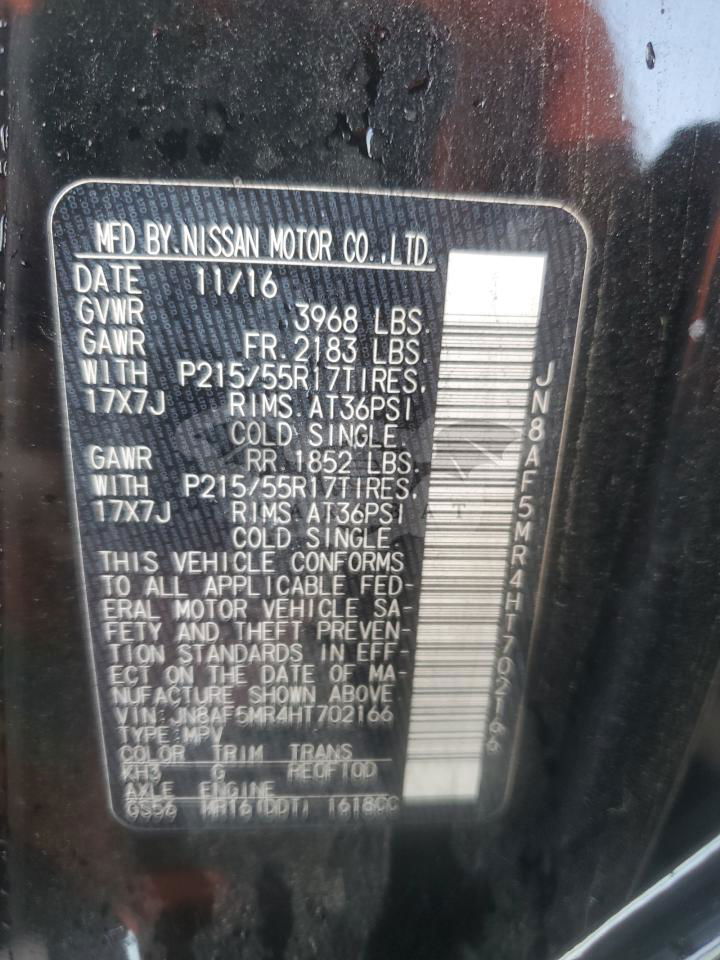 MFD BY.NISSAN MOTOR CO.,LTD.
DATE 11/16
GVWR 3968 LBS.
GAWR FR.2183 LBS.
WITH P215/55R17TIRES,
17X7J RIMS.AT36PSI
COLD SINGLE.
GAWR RR.1852 LBS.
WITH P215/55R17TIRES,
17X7J RIMS.AT36PSI
COLD SINGLE.
THIS VEHICLE CONFORMS
TO ALL APPLICABLE FED-
ERAL MOTOR VEHICLE SA-
FETY AND THEFT PREVEN-
TION STANDARDS IN EFF-
ECT ON THE DATE OF MA-
NUFACTURE SHOWN ABOVE
VIN:JN8AF5MR4HT702166
TYPE:MPV
COLOR TRIM TRANS
KH3 G RE0F10D
AXLE ENGINE
GS56 MR16(DDT) 1618CC
JN8AF5MR4HT702166